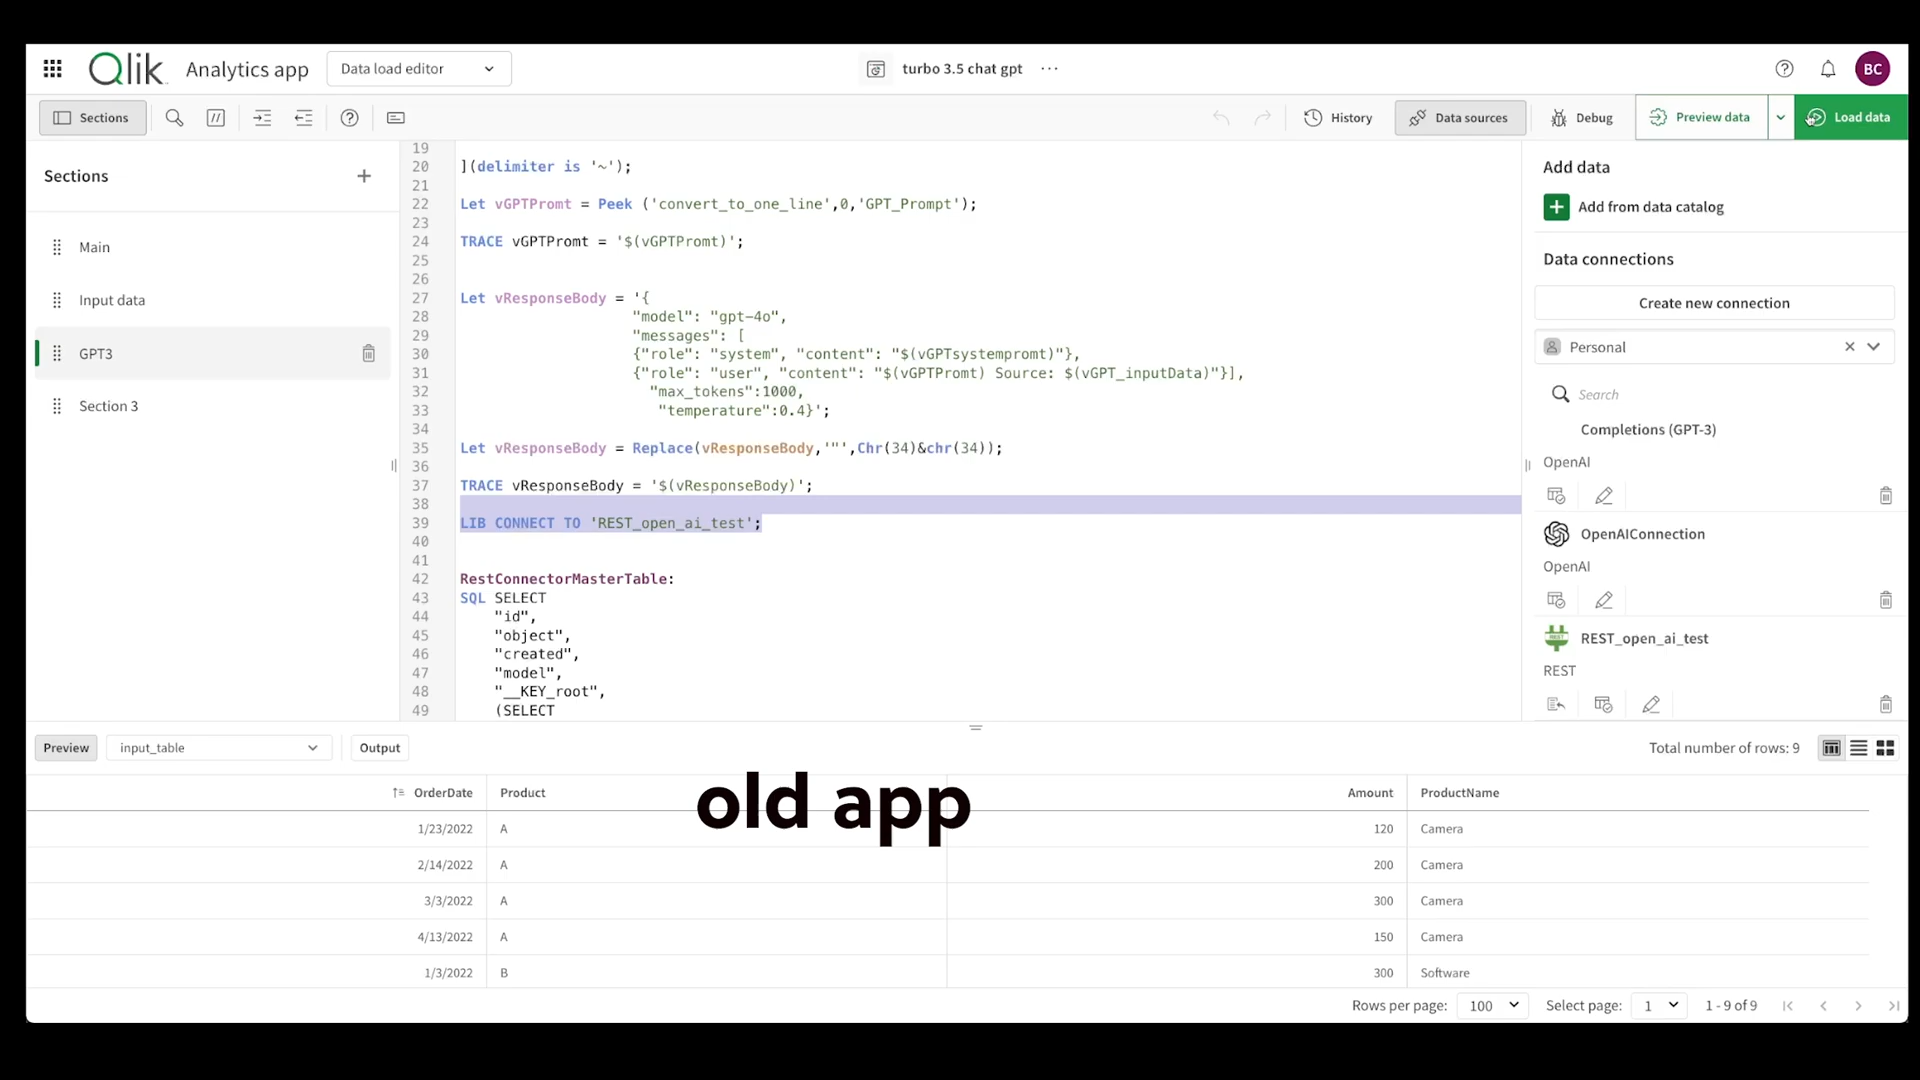 Qlik Analytics app Data load editor turbo 3.5 chat gpt ··· BC
Sections // History Data sources Debug Preview data Load data
Sections
Main
Input data
GPT3
Section 3
19
20 ](delimiter is '~');
21
22 Let vGPTPromt = Peek ('convert_to_one_line',0,'GPT_Prompt');
23
24 TRACE vGPTPromt = '$(vGPTPromt)';
25
26
27 Let vResponseBody = '{
28 "model": "gpt-4o",
29 "messages": [
30 {"role": "system", "content": "$(vGPTsystempromt)"},
31 {"role": "user", "content": "$(vGPTPromt) Source: $(vGPT_inputData)"}],
32 "max_tokens":1000,
33 "temperature":0.4}';
34
35 Let vResponseBody = Replace(vResponseBody,'"',Chr(34)&chr(34));
36
37 TRACE vResponseBody = '$(vResponseBody)';
38
39 LIB CONNECT TO 'REST_open_ai_test';
40
41
42 RestConnectorMasterTable:
43 SQL SELECT
44 "id",
45 "object",
46 "created",
47 "model",
48 "__KEY_root",
49 (SELECT
Add data
Add from data catalog
Data connections
Create new connection
Personal
Search
Completions (GPT-3)
OpenAI
OpenAIConnection
OpenAI
REST_open_ai_test
REST
Preview input_table Output Total number of rows: 9
OrderDate Product Amount ProductName
old app
1/23/2022 A 120 Camera
2/14/2022 A 200 Camera
3/3/2022 A 300 Camera
4/13/2022 A 150 Camera
1/3/2022 B 300 Software
Rows per page: 100 Select page: 1 1 - 9 of 9